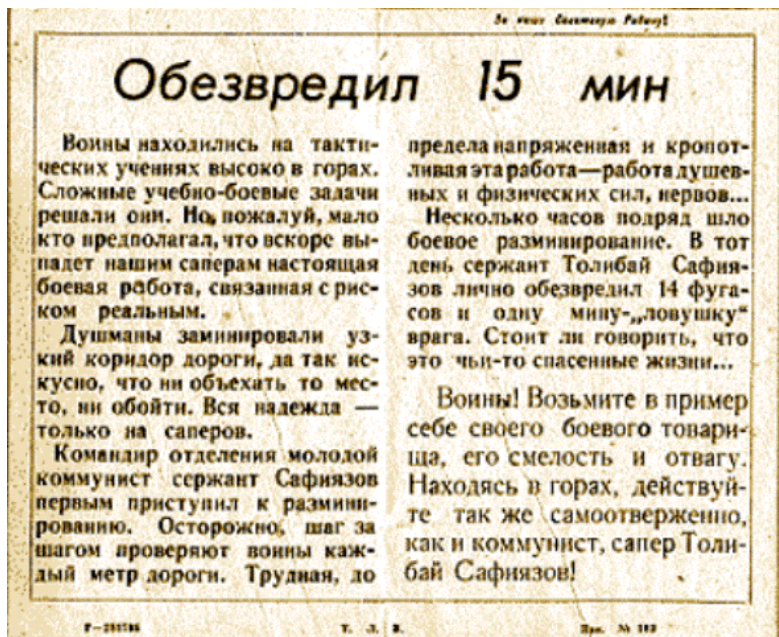 За нашу Советскую Родину!
Обезвредил 15 мин
Воины находились на такти-
ческих учениях высоко в горах.
Сложные учебно-боевые задачи
решали они. Но, пожалуй, мало
кто предполагал, что вскоре вы-
падет нашим саперам настоящая
боевая работа, связанная с рис-
ком реальным.
Душманы заминировали уз-
кий коридор дороги, да так ис-
кусно, что ни объехать то мес-
то, ни обойти. Вся надежда —
только на саперов.
Командир отделения молодой
коммунист сержант Сафиязов
первым приступил к размини-
рованию. Осторожно, шаг за
шагом проверяют воины каж-
дый метр дороги. Трудная, до
предела напряженная и кропот-
ливая эта работа—работа душев-
ных и физических сил, нервов...
Несколько часов подряд шло
боевое разминирование. В тот
день сержант Толибай Сафия-
зов лично обезвредил 14 фуга-
сов и одну мину-„ловушку“
врага. Стоит ли говорить, что
это чьи-то спасенные жизни...
Воины! Возьмите в пример
себе своего боевого товари-
ща, его смелость и отвагу.
Находясь в горах, действуй-
те так же самоотверженно,
как и коммунист, сапер Толи-
бай Сафиязов!
Т. Л. В.